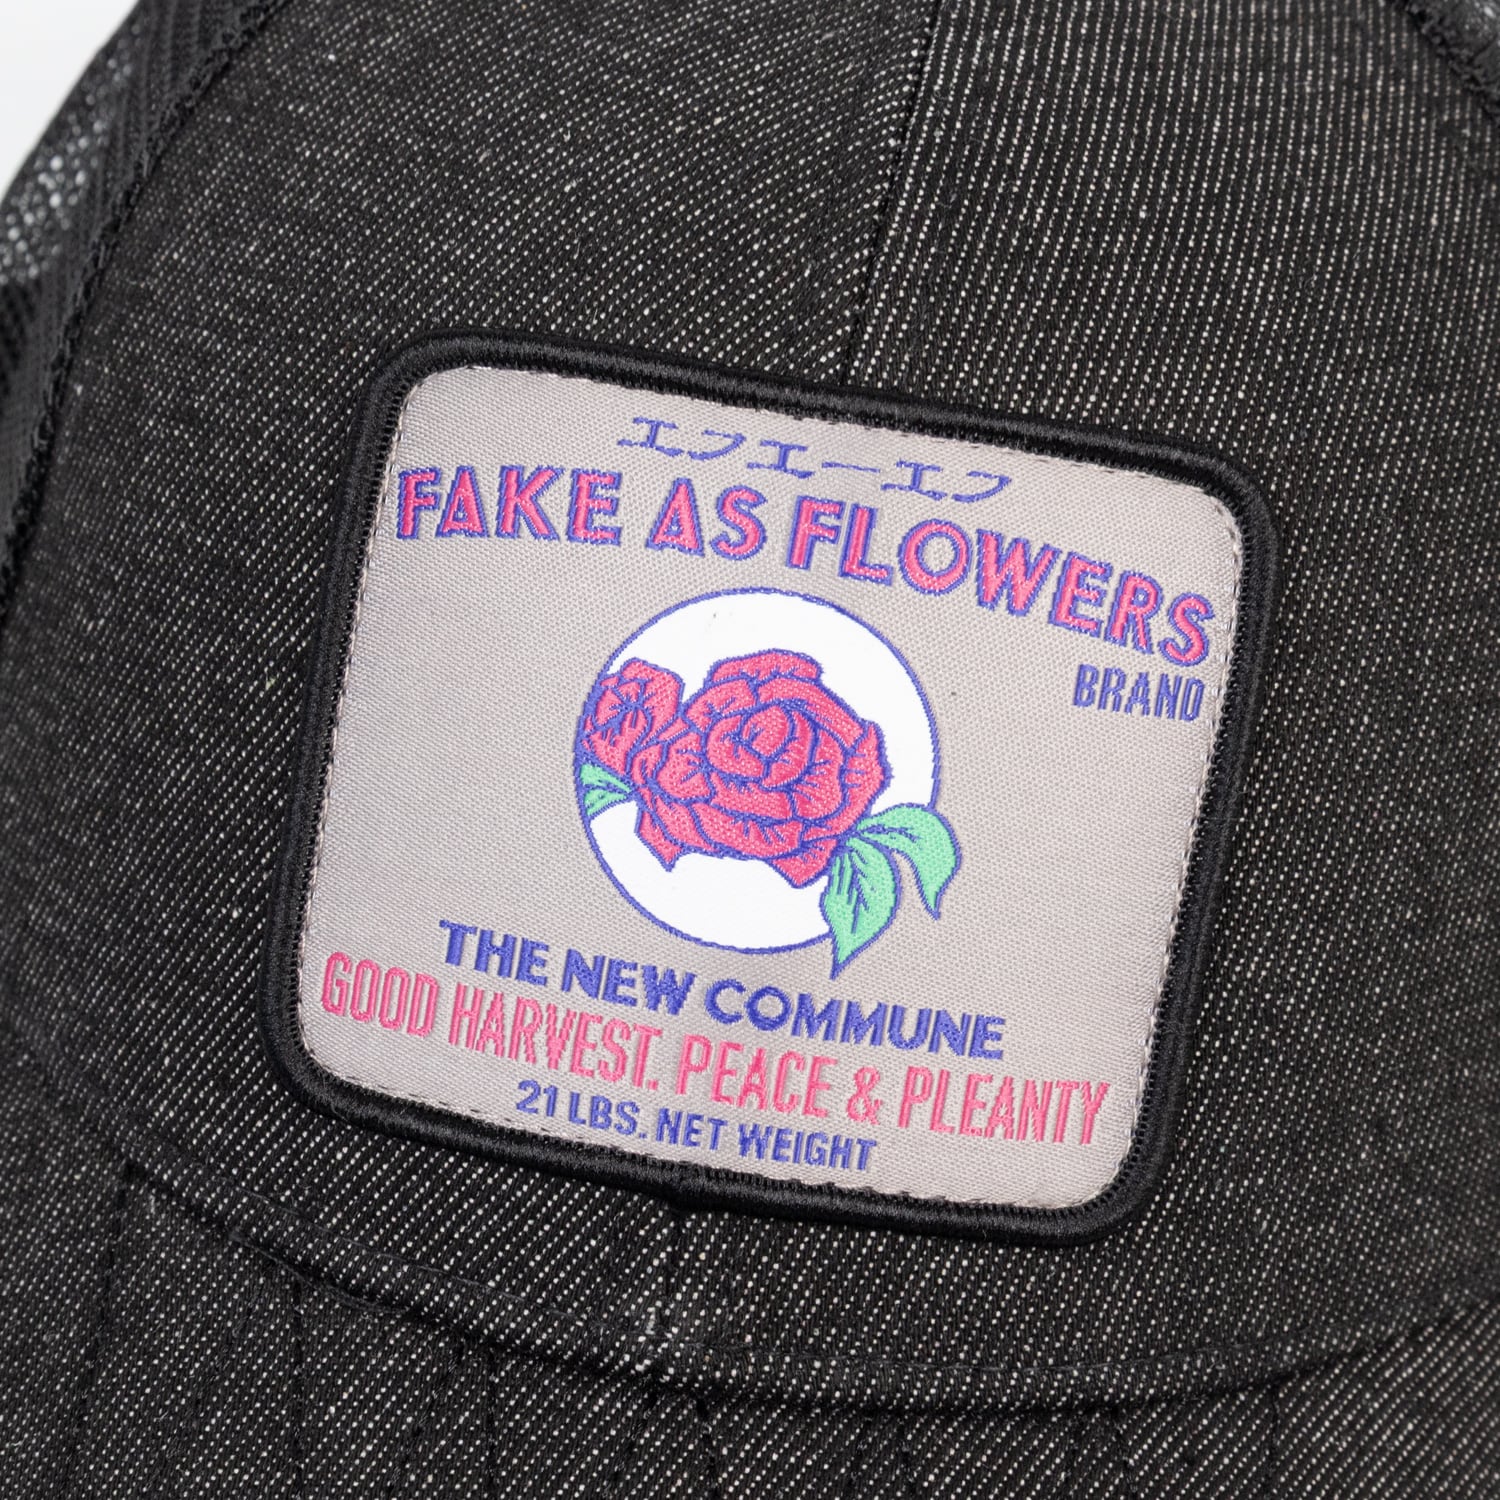 エフエーエフ
FAKE AS FLOWERS
BRAND
THE NEW COMMUNE
GOOD HARVEST. PEACE & PLEANTY
21 LBS. NET WEIGHT